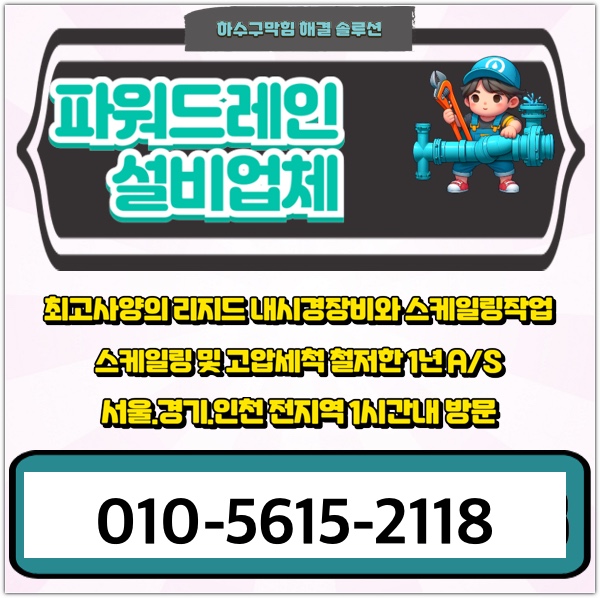 하수구막힘 해결 솔루션
파워드레인
설비업체
최고사양의 리지드 내시경장비와 스케일링작업
스케일링 및 고압세척 철저한 1년 A/S
서울.경기.인천 전지역 1시간내 방문
010-5615-2118